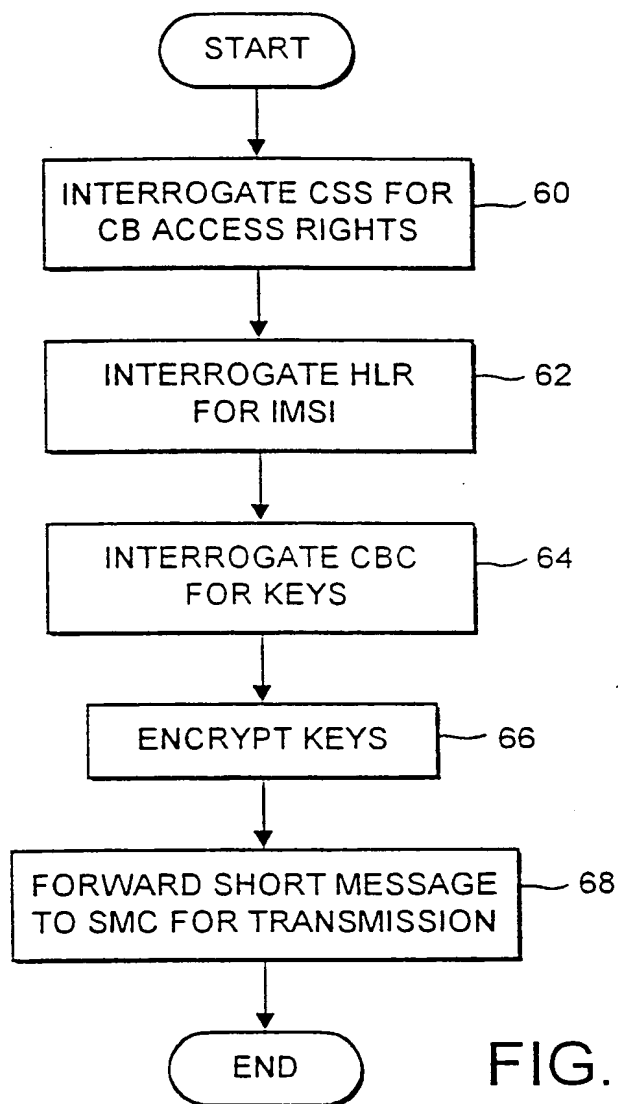 START
INTERROGATE CSS FOR
CB ACCESS RIGHTS
60
INTERROGATE HLR
FOR IMSI
62
INTERROGATE CBC
FOR KEYS
64
ENCRYPT KEYS
66
FORWARD SHORT MESSAGE
TO SMC FOR TRANSMISSION
68
END
FIG.